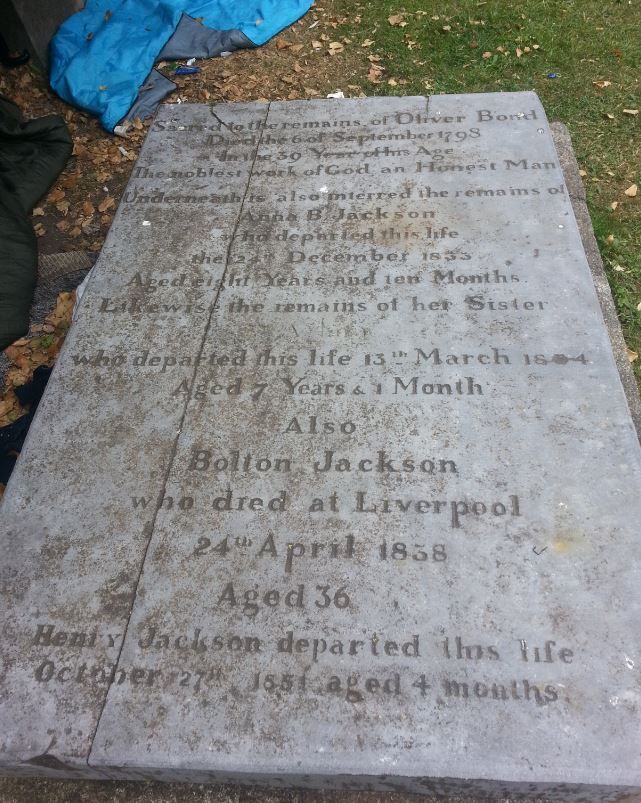 Sacred to the remains of Oliver Bond
Died the 6 of September 1798
In the 39 Year of his Age
The noblest work of God an Honest Man
Underneath is also interred the remains of
Anna B. Jackson
who departed this life
the 24th December 1833
Aged eight Years and ten Months
Likewise the remains of her Sister
who departed this life 13th March 1834
Aged 7 Years & 1 Month
Also
Bolton Jackson
who died at Liverpool
24th April 1838
Aged 36
Henry Jackson departed this life
October 27th 1851 aged 4 months.